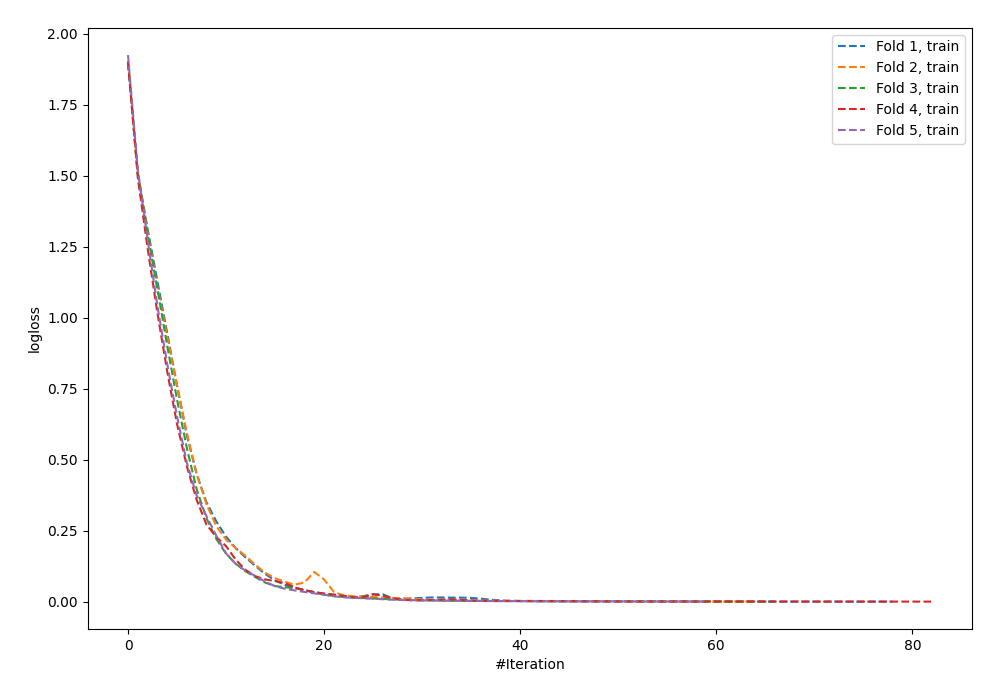 2.00
1.75
1.50
1.25
1.00
0.75
0.50
0.25
0.00
logloss
0
20
40
60
80
#Iteration
Fold 1, train
Fold 2, train
Fold 3, train
Fold 4, train
Fold 5, train